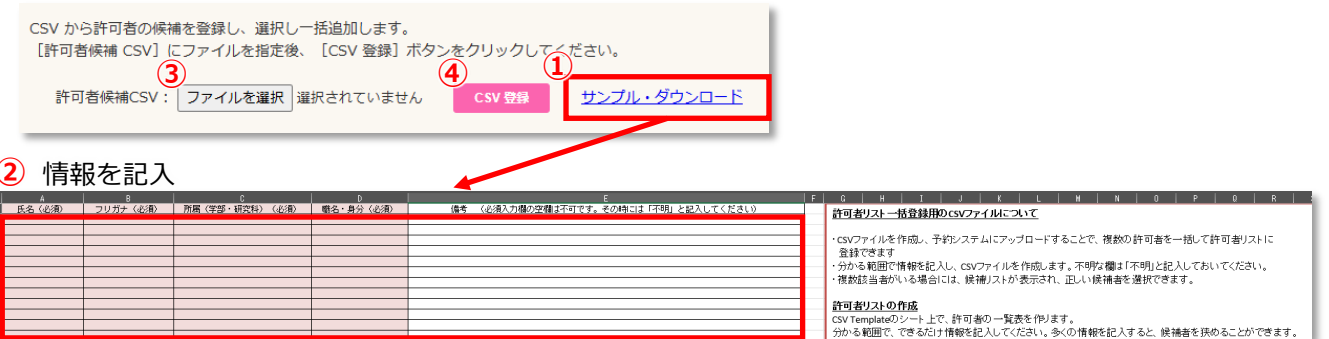 CSV から許可者の候補を登録し、選択し一括追加します。
［許可者候補 CSV］にファイルを指定後、［CSV 登録］ボタンをクリックしてください。
③ ④ ①
許可者候補CSV： ファイルを選択 選択されていません CSV 登録 サンプル・ダウンロード
② 情報を記入
A B C D E F G H I J K L M N O P Q R
氏名（必須） フリガナ（必須） 所属（学部・研究科）（必須） 職名・身分（必須） 備考 （必須入力欄の空欄は不可です。その時には「不明」と記入してください）
許可者リスト一括登録用のCSVファイルについて
・CSVファイルを作成し、予約システムにアップロードすることで、複数の許可者を一括して許可者リストに
登録できます
・分かる範囲で情報を記入し、CSVファイルを作成します。不明な欄は「不明」と記入しておいてください。
・複数該当者がいる場合には、候補リストが表示され、正しい候補者を選択できます。
許可者リストの作成
CSV Templateのシート上で、許可者の一覧表を作ります。
分かる範囲で、できるだけ情報を記入してください。多くの情報を記入すると、候補者を狭めることができます。